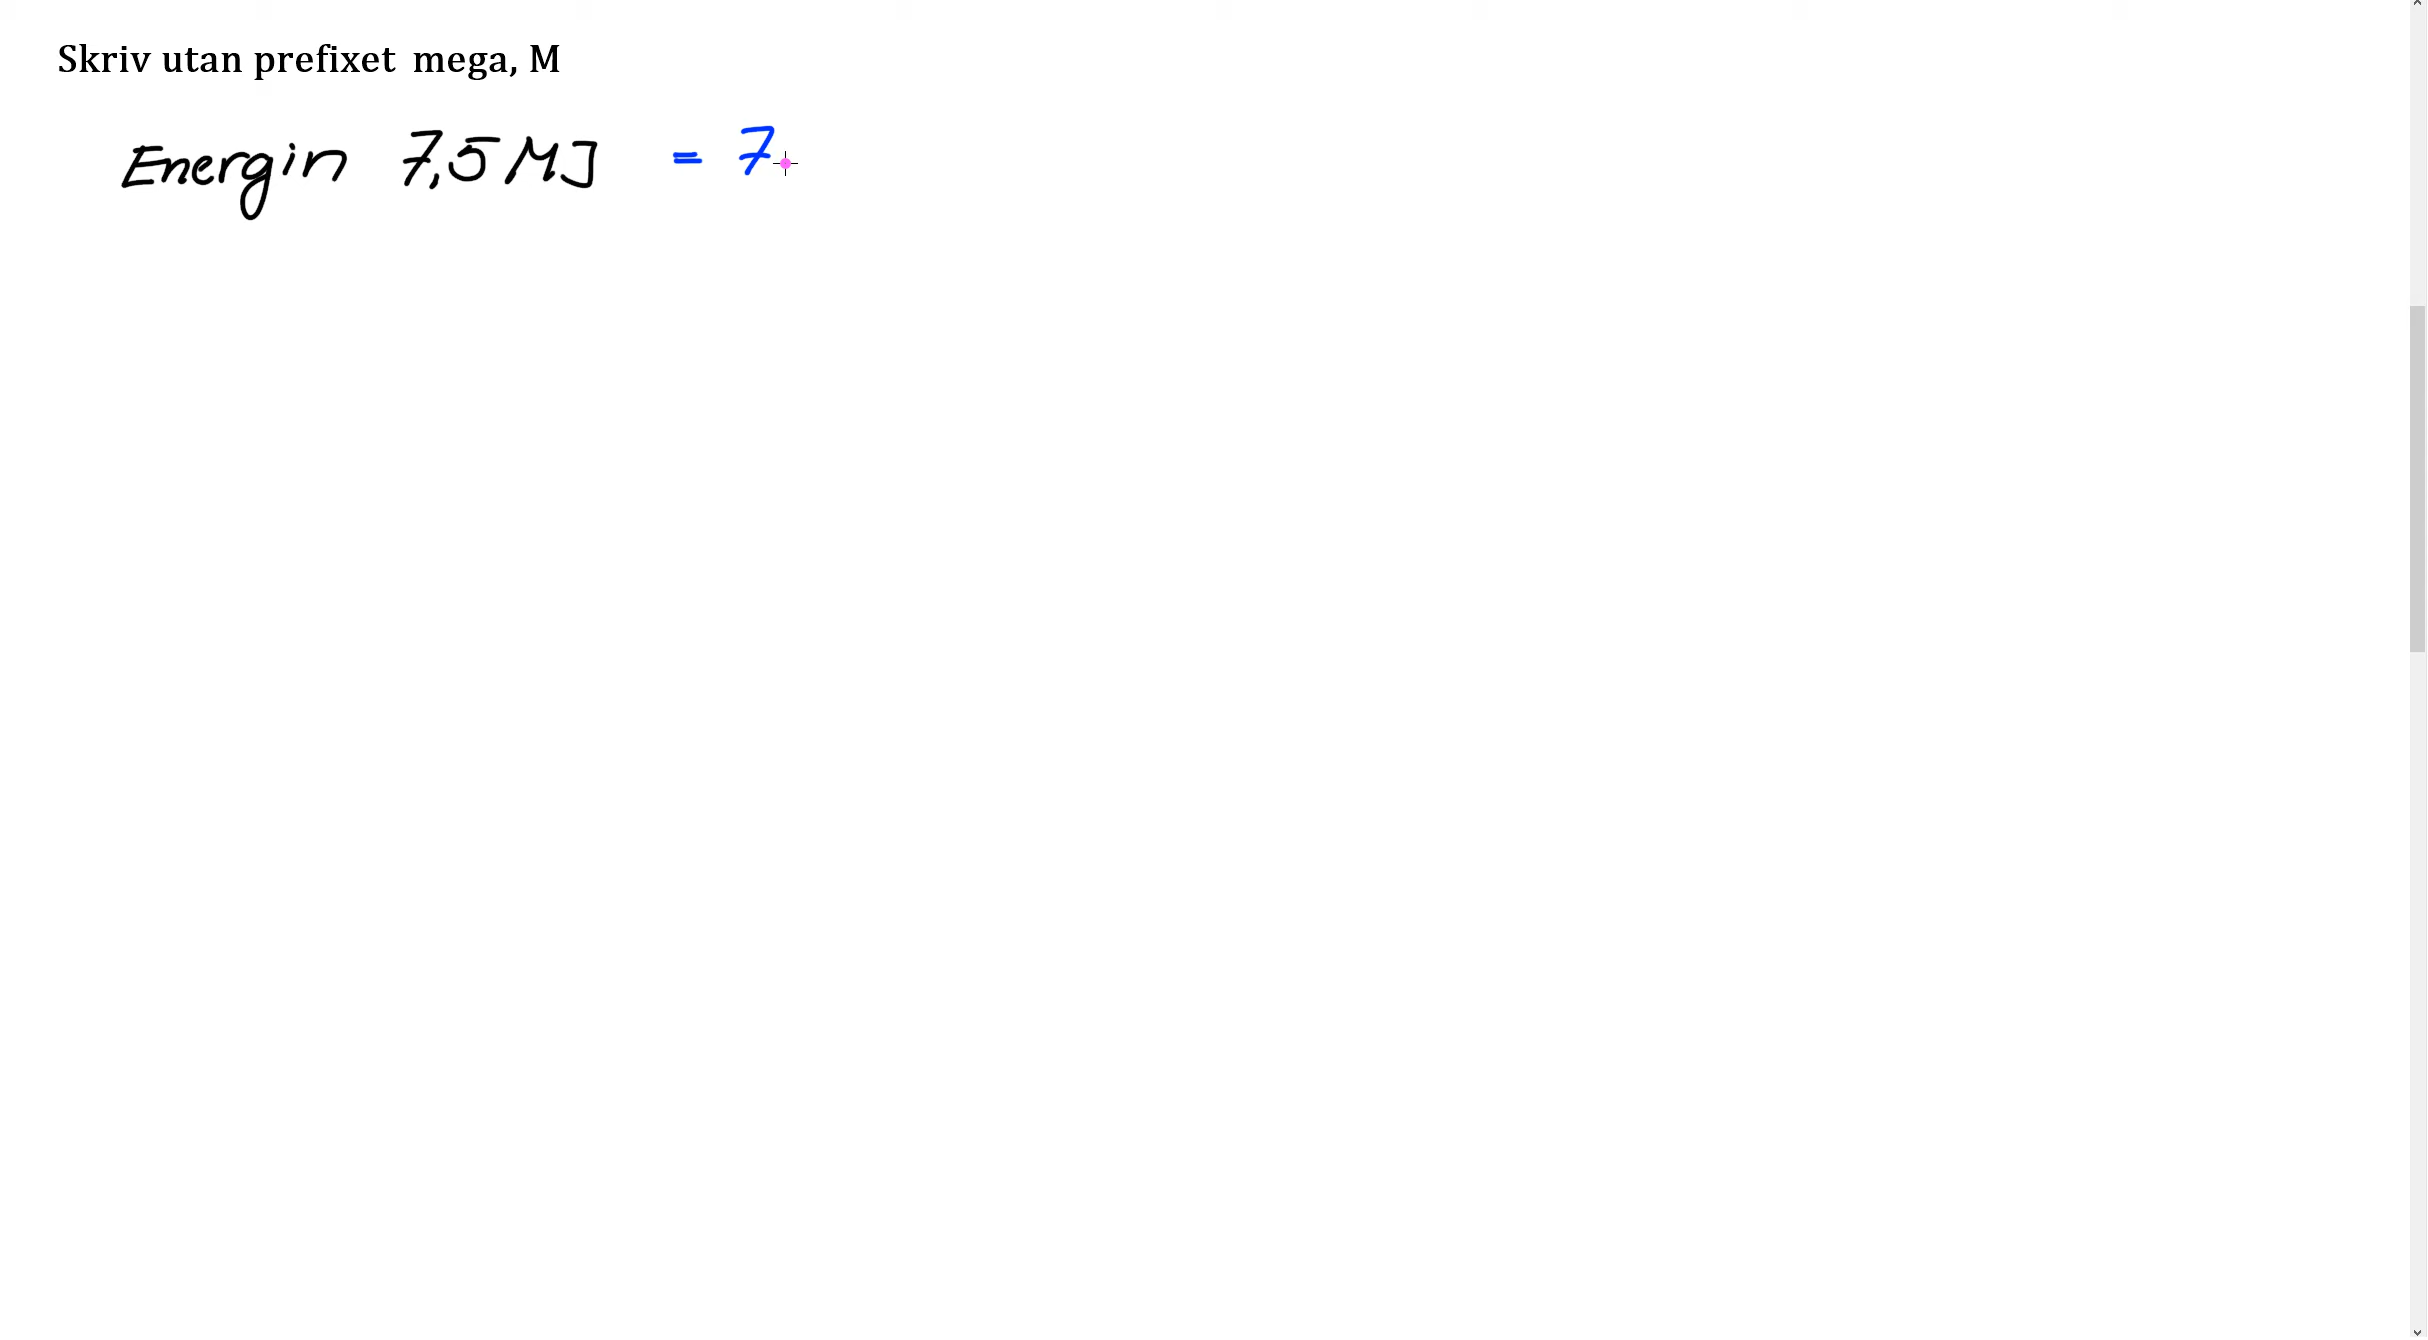 Skriv utan prefixet mega, M
Energin 7,5 MJ = 7